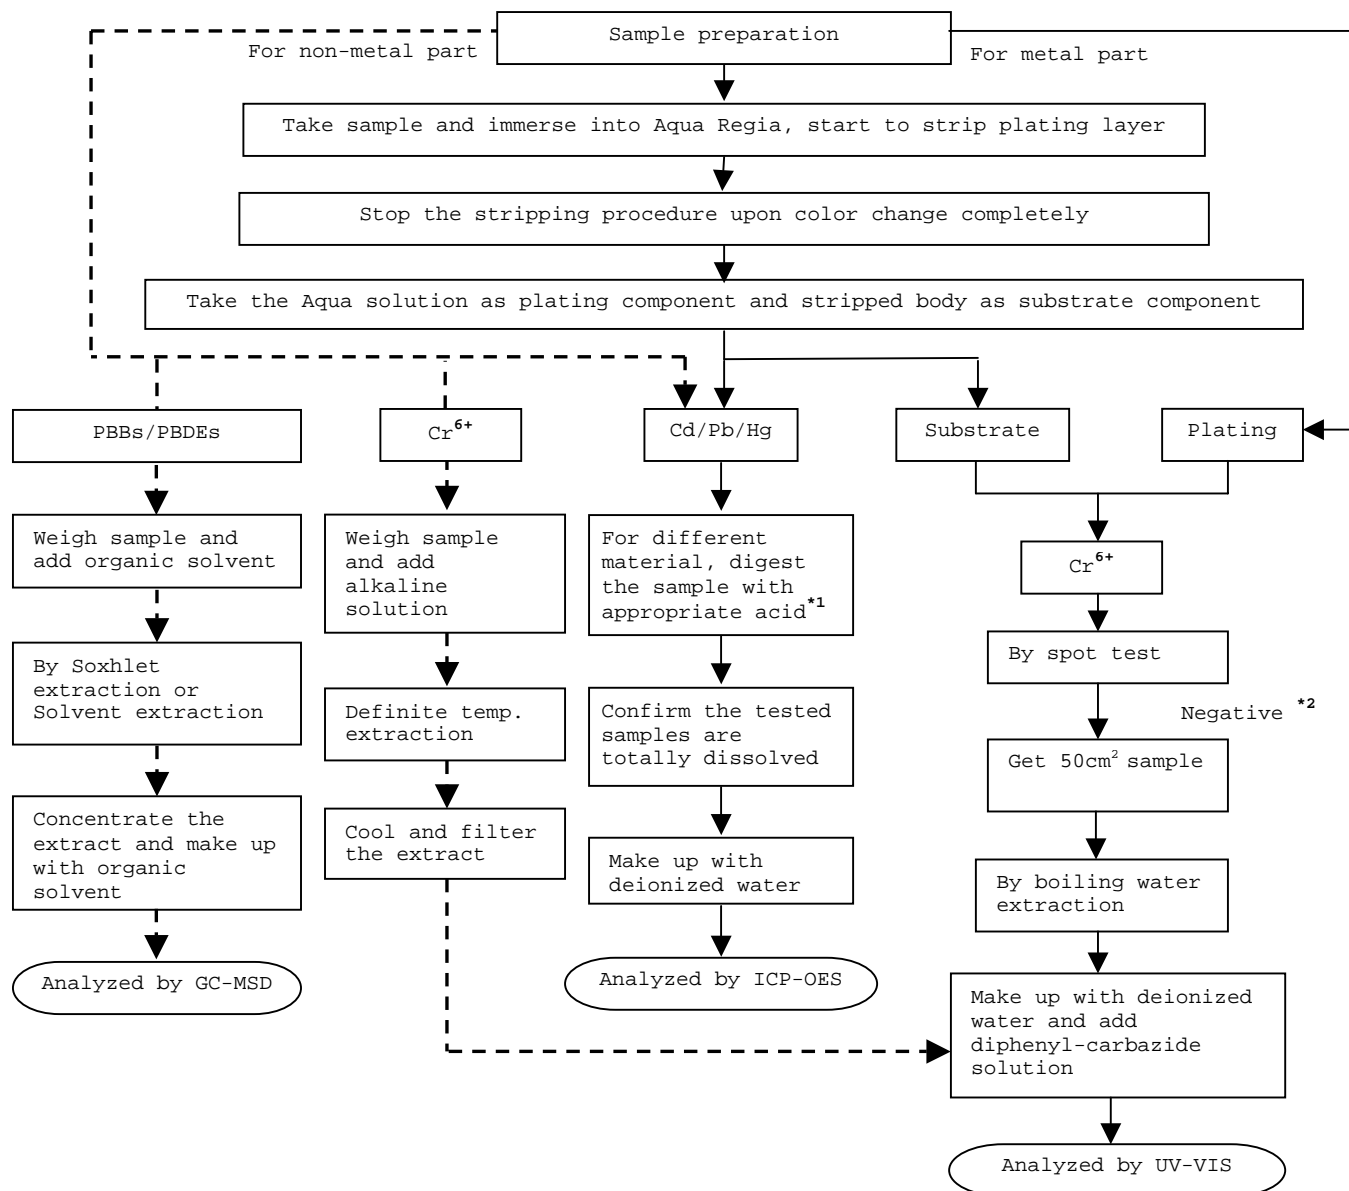 Sample preparation
For non-metal part
For metal part
Take sample and immerse into Aqua Regia, start to strip plating layer
Stop the stripping procedure upon color change completely
Take the Aqua solution as plating component and stripped body as substrate component
PBBs/PBDEs
Cr⁶⁺
Cd/Pb/Hg
Substrate
Plating
Weigh sample and
add organic solvent
By Soxhlet
extraction or
Solvent extraction
Concentrate the
extract and make up
with organic
solvent
Analyzed by GC-MSD
Weigh sample
and add
alkaline
solution
Definite temp.
extraction
Cool and filter
the extract
For different
material, digest
the sample with
appropriate acid*1
Confirm the tested
samples are
totally dissolved
Make up with
deionized water
Analyzed by ICP-OES
Cr⁶⁺
By spot test
Negative *2
Get 50cm² sample
By boiling water
extraction
Make up with deionized
water and add
diphenyl-carbazide
solution
Analyzed by UV-VIS